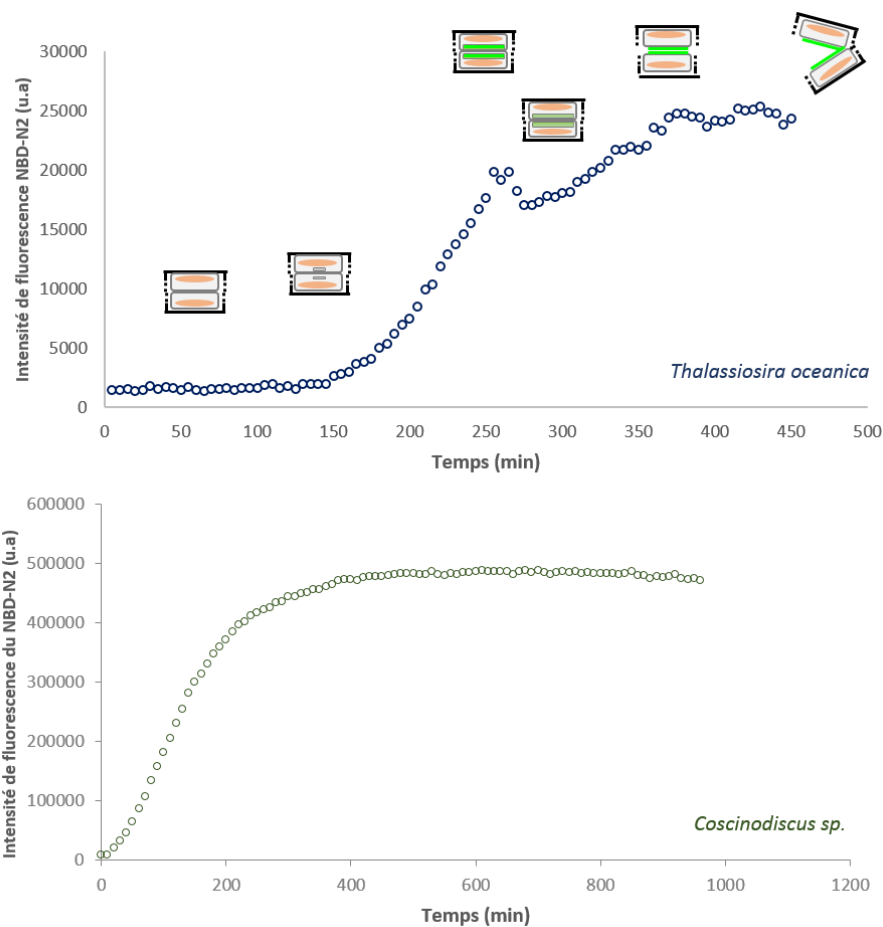 Intensité de fluorescence NBD-N2 (u.a)
30000
25000
20000
15000
10000
5000
0
0 50 100 150 200 250 300 350 400 450 500
Temps (min)
Thalassiosira oceanica
Intensité de fluorescence du NBD-N2 (u.a)
600000
500000
400000
300000
200000
100000
0
0 200 400 600 800 1000 1200
Temps (min)
Coscinodiscus sp.